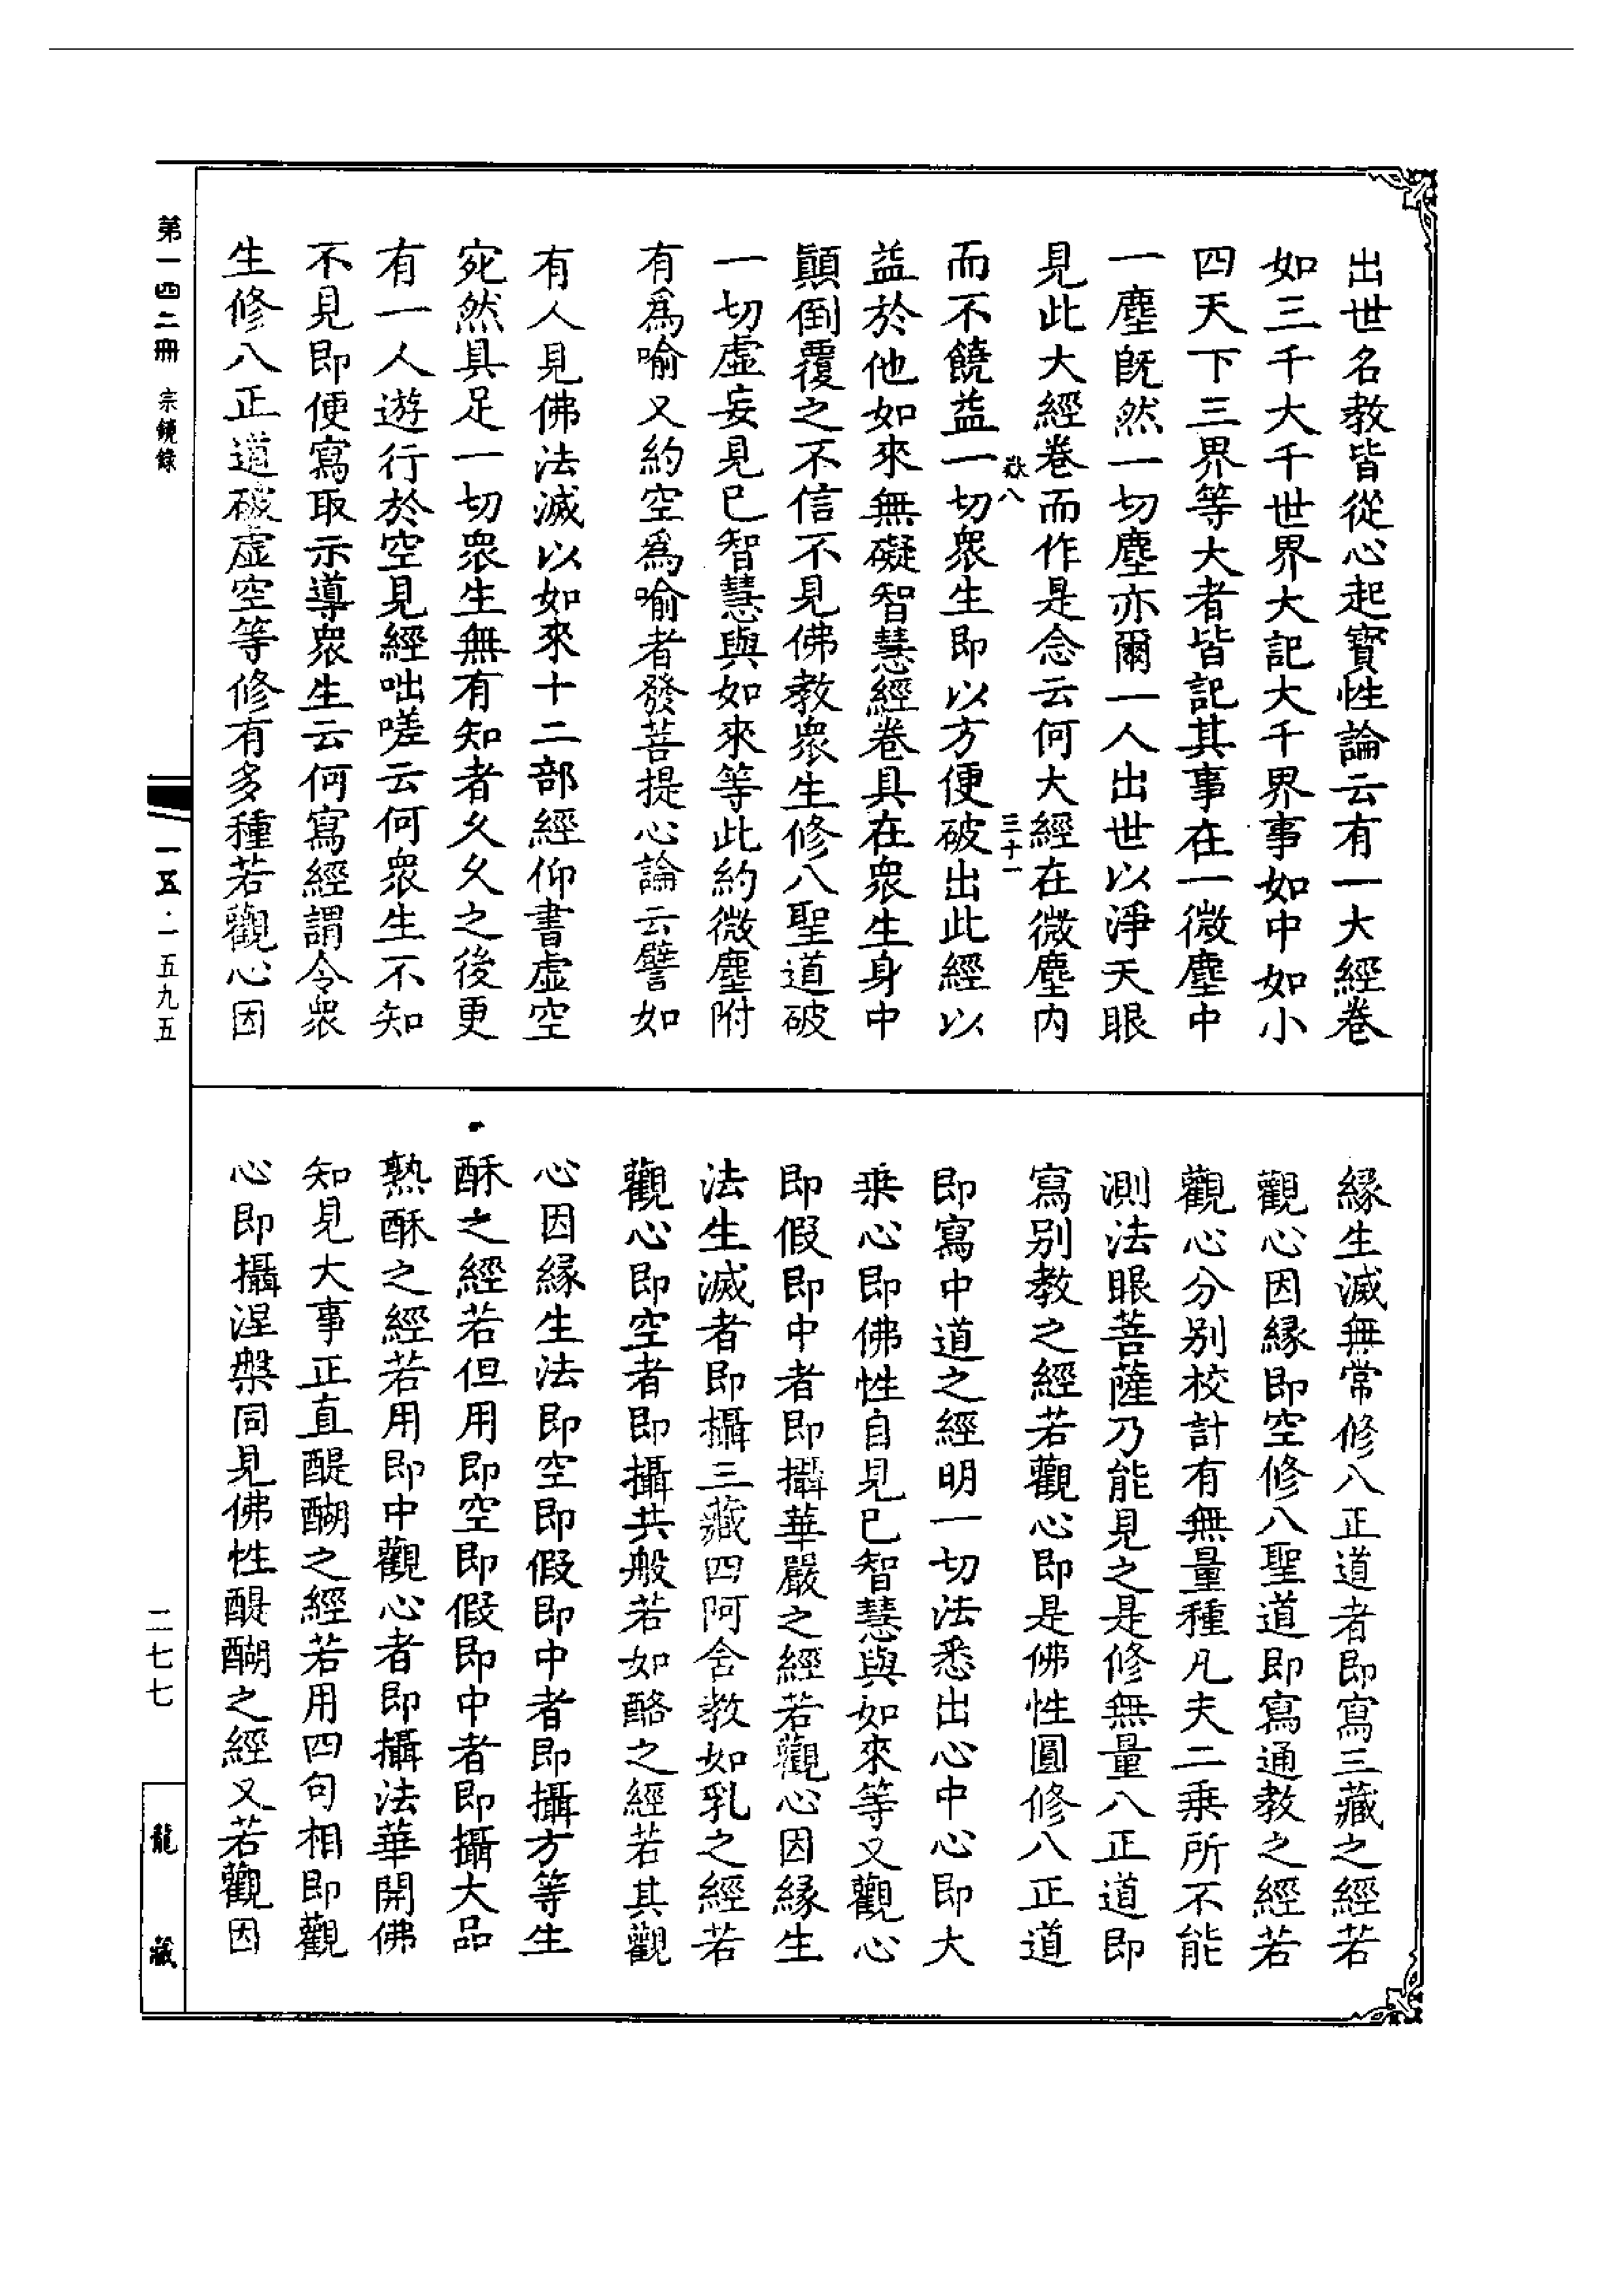 出世名教皆從心起寶性論云有一大經卷
如三千大千世界大記大千界事如中如小
四天下三界等大者皆記其事在一微塵中
一塵旣然一切塵亦爾一人出世以淨天眼
見此大經卷而作是念云何大經在微塵內
而不饒益一切衆生即以方便破出此經以
益於他如來無礙智慧經卷具在衆生身中
顚倒覆之不信不見佛教衆生修八聖道破
一切虛妄見已智慧與如來等此約微塵附
有爲喻又約空爲喻者發菩提心論云譬如
有人見佛法滅以如來十二部經仰書虛空
宛然具足一切衆生無有知者久久之後更
有一人遊行於空見經咄嗟云何衆生不知
不見即便寫取示導衆生云何寫經謂令衆
生修八正道破虛空等修有多種若觀心因
緣生滅無常修八正道者即寫三藏之經若
觀心因緣即空修八聖道即寫通教之經若
觀心分別校計有無量種凡夫二乘所不能
測法眼菩薩乃能見之是修無量八正道即
寫別教之經若觀心即是佛性圓修八正道
即寫中道之經明一切法悉出心中心即大
乘心即佛性自見已智慧與如來等又觀心
即假即中者即攝華嚴之經若觀心因緣生
法生滅者即攝三藏四阿含教如乳之經若
觀心即空者即攝共般若如酪之經若其觀
心因緣生法即空即假即中者即攝方等生
酥之經若但用即空即假即中者即攝大品
熟酥之經若用即中觀心者即攝法華開佛
知見大事正直醍醐之經若用四句相即觀
心即攝涅槃同見佛性醍醐之經又若觀因
三十一
第一四二冊 宗鏡錄
一五·一五九五
二七七
龍藏